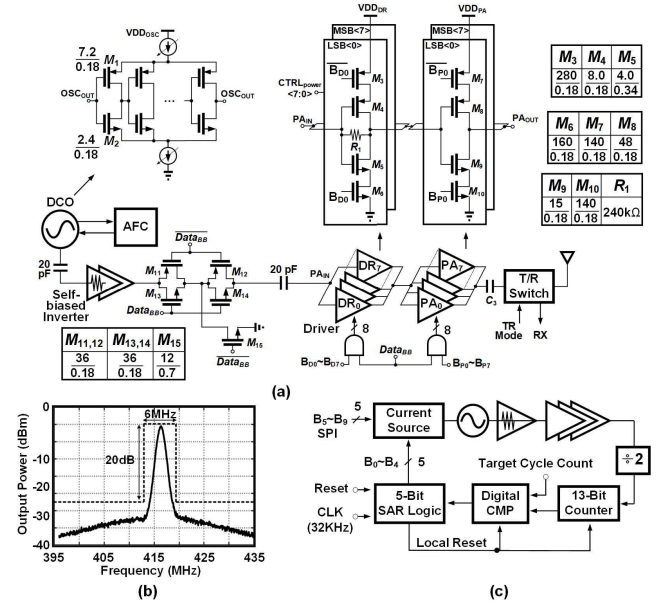 VDD_OSC
7.2
0.18
M1
OSC_OUT
...
...
OSC_OUT
2.4
0.18
M2
DCO
AFC
20
pF
Self-
biased
Inverter
Data_BB
M11
M12
M13
M14
Data_BB
M15
Data_BB
20 pF
M11,12 M13,14 M15
36 36 12
0.18 0.18 0.7
VDD_DR
MSB<7>
LSB<0>
B_D0
M3
CTRL_power
<7:0>
M4
PA_IN
R1
M5
M6
B_D0
VDD_PA
MSB<7>
LSB<0>
B_P0
M7
M8
PA_OUT
M9
B_P0
M10
M3 M4 M5
280 8.0 4.0
0.18 0.18 0.34
M6 M7 M8
160 140 48
0.18 0.18 0.18
M9 M10 R1
15 140 240kΩ
0.18 0.18
PA_IN
DR7
DR0
Driver
8
PA7
PA0
8
C3
T/R
Switch
TR
Mode
RX
B_D0~B_D7
Data_BB
B_P0~B_P7
(a)
Output Power (dBm)
0
-10
-20
-30
-40
6MHz
20dB
395 405 415 425 435
Frequency (MHz)
(b)
B5~B9
SPI
5
Current
Source
÷2
B0~B4
5
Target Cycle Count
Reset
CLK
(32KHz)
5-Bit
SAR Logic
Digital
CMP
13-Bit
Counter
Local Reset
(c)